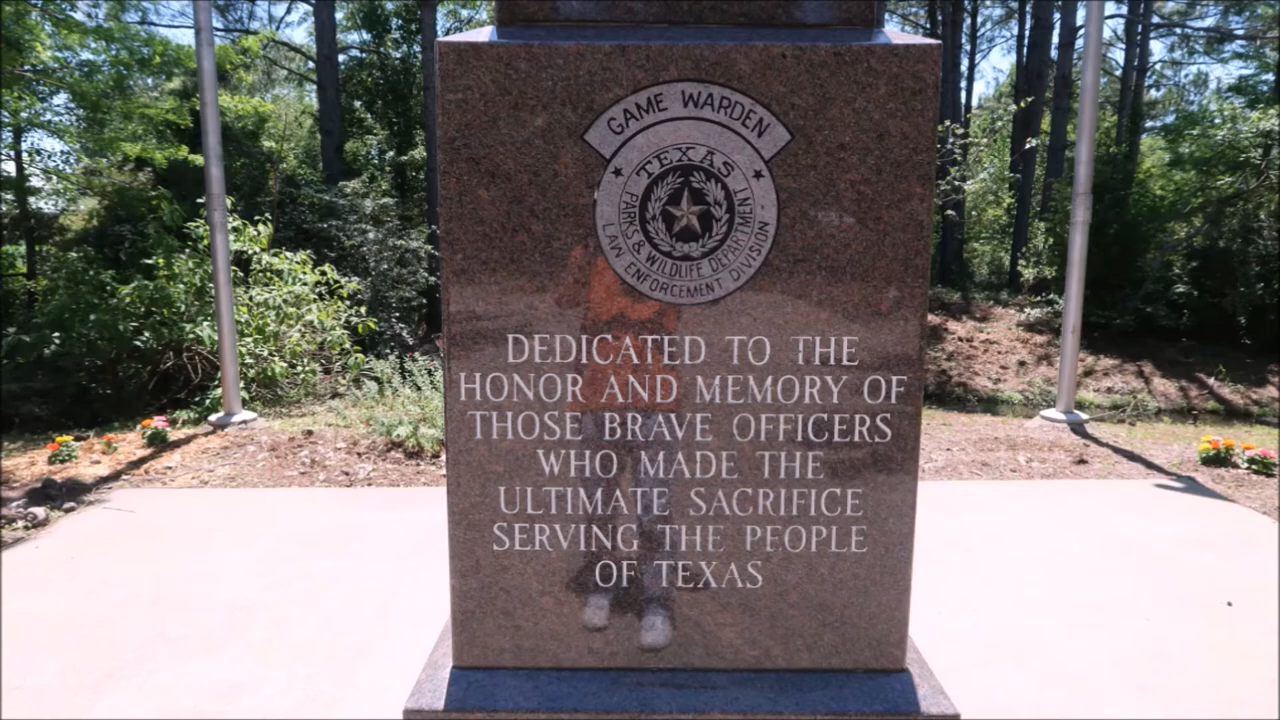 GAME WARDEN
TEXAS
PARKS & WILDLIFE DEPARTMENT
LAW ENFORCEMENT DIVISION
DEDICATED TO THE
HONOR AND MEMORY OF
THOSE BRAVE OFFICERS
WHO MADE THE
ULTIMATE SACRIFICE
SERVING THE PEOPLE
OF TEXAS